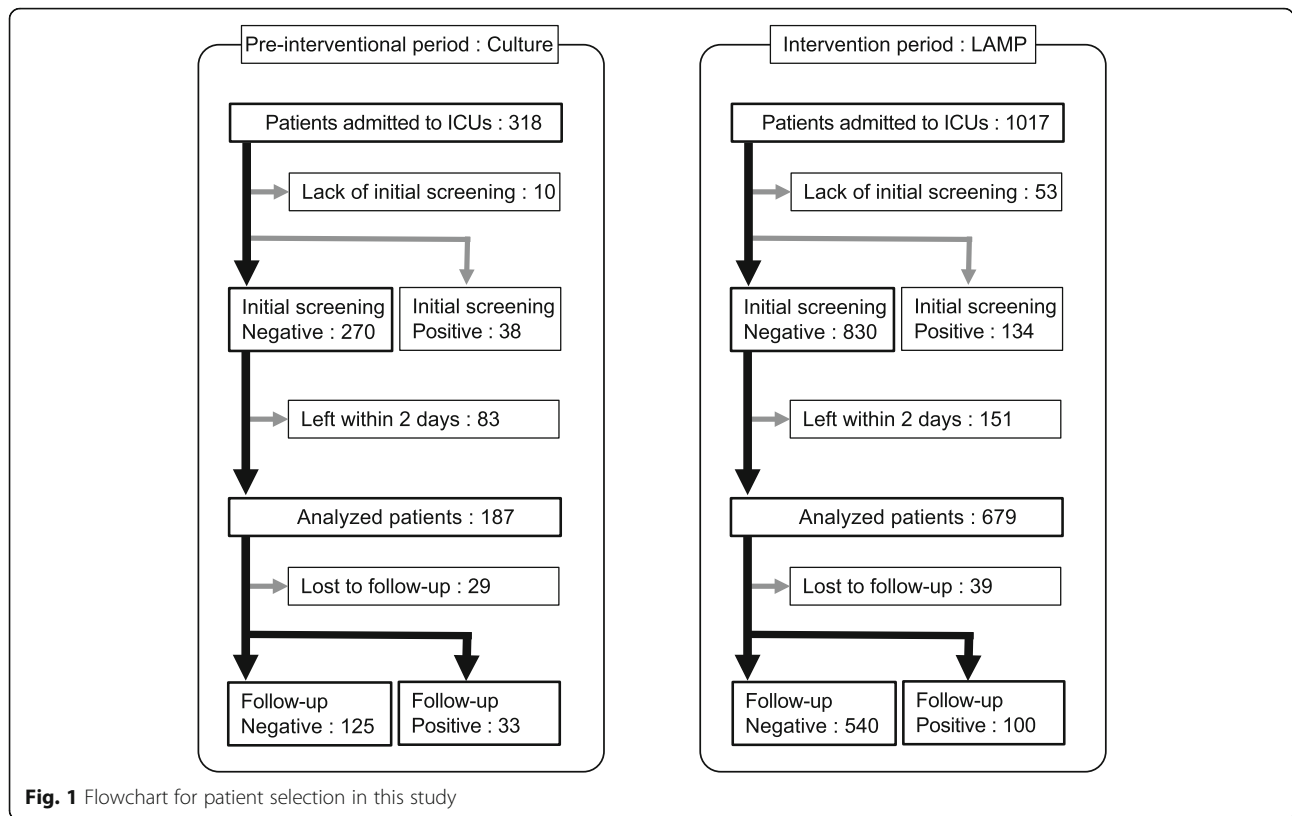 Pre-interventional period : Culture
Patients admitted to ICUs : 318
Lack of initial screening : 10
Initial screening
Negative : 270
Initial screening
Positive : 38
Left within 2 days : 83
Analyzed patients : 187
Lost to follow-up : 29
Follow-up
Negative : 125
Follow-up
Positive : 33
Intervention period : LAMP
Patients admitted to ICUs : 1017
Lack of initial screening : 53
Initial screening
Negative : 830
Initial screening
Positive : 134
Left within 2 days : 151
Analyzed patients : 679
Lost to follow-up : 39
Follow-up
Negative : 540
Follow-up
Positive : 100
Fig. 1 Flowchart for patient selection in this study